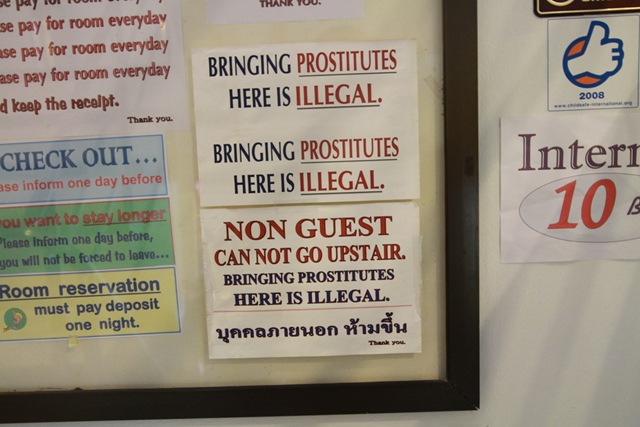 THANK YOU.
pay for room everyday
pay for room everyday
pay for room everyday
pay for room everyday
keep the receipt.
Thank you.
CHECK OUT...
inform one day before
you want to stay longer
Please inform one day before,
you will not be forced to leave...
Room reservation
must pay deposit
one night.
BRINGING PROSTITUTES
HERE IS ILLEGAL.
BRINGING PROSTITUTES
HERE IS ILLEGAL.
NON GUEST
CAN NOT GO UPSTAIR.
BRINGING PROSTITUTES
HERE IS ILLEGAL.
บุคคลภายนอก ห้ามขึ้น
Thank you.
2008
www.childsafe-international.org
Intern
10 B